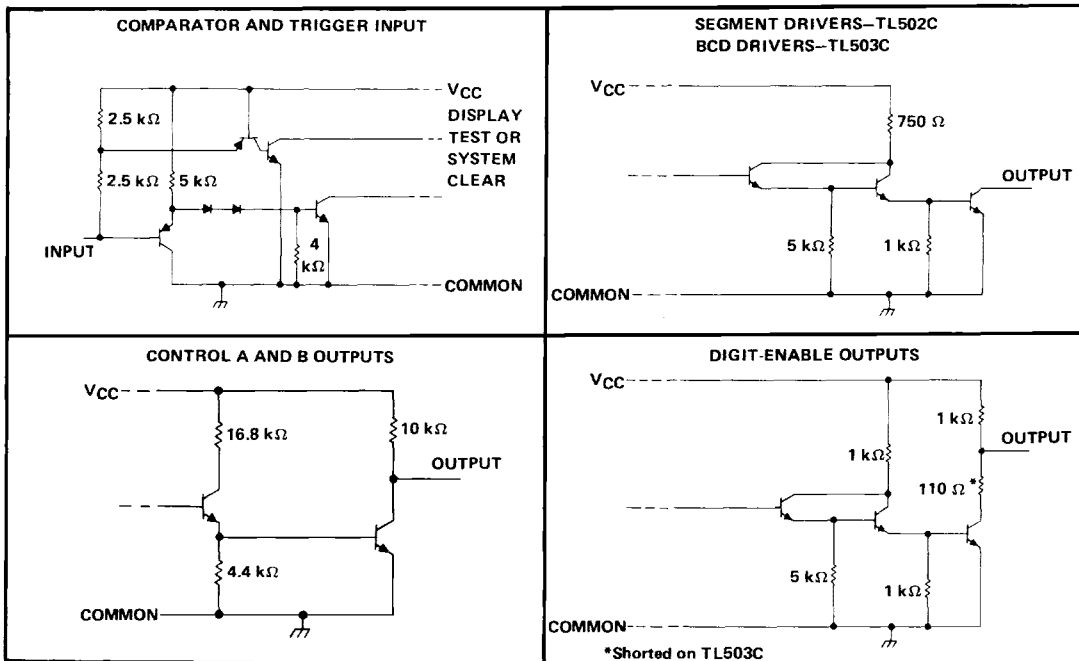 COMPARATOR AND TRIGGER INPUT
VCC
DISPLAY
TEST OR
SYSTEM
CLEAR
2.5 kΩ
2.5 kΩ
5 kΩ
INPUT
4
kΩ
COMMON
SEGMENT DRIVERS–TL502C
BCD DRIVERS–TL503C
VCC
750 Ω
OUTPUT
5 kΩ
1 kΩ
COMMON
CONTROL A AND B OUTPUTS
VCC
16.8 kΩ
10 kΩ
OUTPUT
4.4 kΩ
COMMON
DIGIT-ENABLE OUTPUTS
VCC
1 kΩ
1 kΩ
OUTPUT
110 Ω*
5 kΩ
1 kΩ
COMMON
*Shorted on TL503C